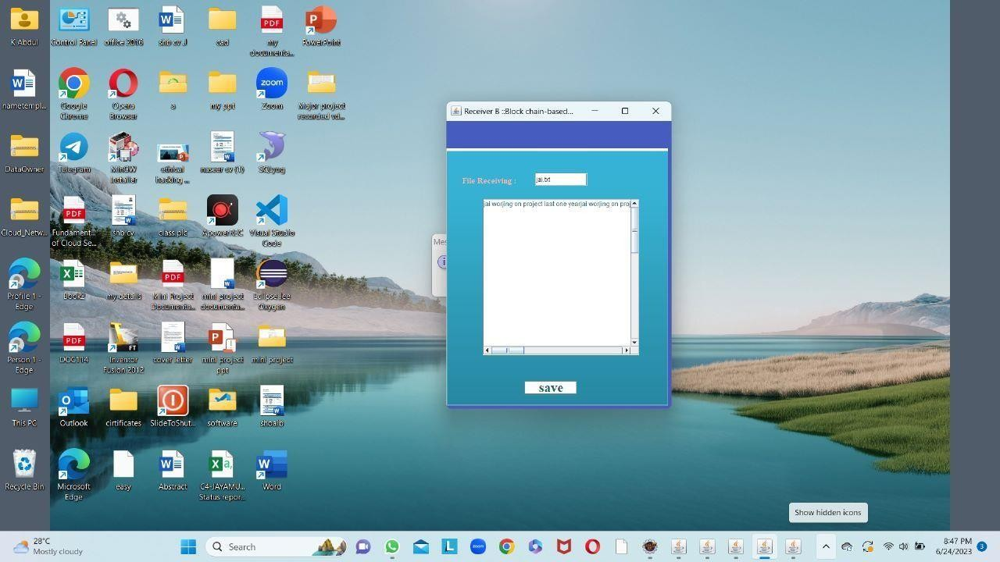 K Abdul
Control Panel
office 2016
shb cv J
cad
my
documenta...
PowerPoint
nametempl...
Google
Chrome
Opera
Browser
a
my ppt
zoom
Zoom
Major project
recorded vd...
DataOwner
Telegram
MinGW
Installer
ethical
hacking ...
naseer cv (1)
SQLyog
Cloud_Netw...
Fundament...
of Cloud Se...
shb cv
class plc
ApowerREC
Visual Studio
Code
Profile 1 -
Edge
Book2
my details
Mini Project
Documenta...
mini project
documenta...
Eclipse Jee
Oxygen
Person 1 -
Edge
DOC114
Inventor
Fusion 2012
cover letter
mini project
ppt
mini project
This PC
Outlook
cirtificates
SlideToShut...
software
shoaib
Recycle Bin
Microsoft
Edge
easy
Abstract
C4-JAYAMU...
Status repor...
Word
Receiver B ::Block chain-based...
File Receiving :
jai.txt
jai worjing on project last one yearjai worjing on proj
Mes
save
Show hidden icons
28°C
Mostly cloudy
Search
zoom
8:47 PM
6/24/2023
3